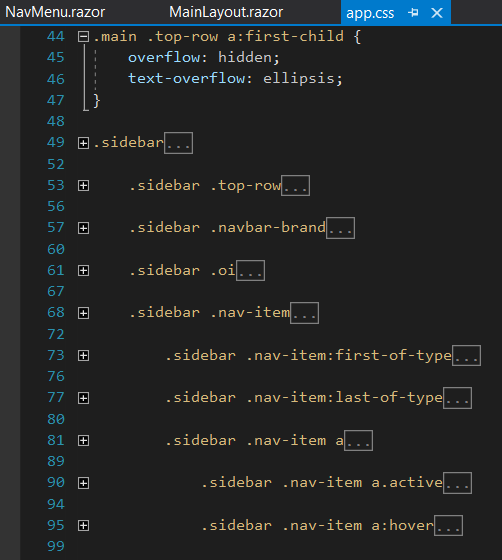 NavMenu.razor MainLayout.razor app.css
44 .main .top-row a:first-child {
45 overflow: hidden;
46 text-overflow: ellipsis;
47 }
48
49 .sidebar...
52
53 .sidebar .top-row...
56
57 .sidebar .navbar-brand...
60
61 .sidebar .oi...
67
68 .sidebar .nav-item...
72
73 .sidebar .nav-item:first-of-type...
76
77 .sidebar .nav-item:last-of-type...
80
81 .sidebar .nav-item a...
89
90 .sidebar .nav-item a.active...
94
95 .sidebar .nav-item a:hover...
99